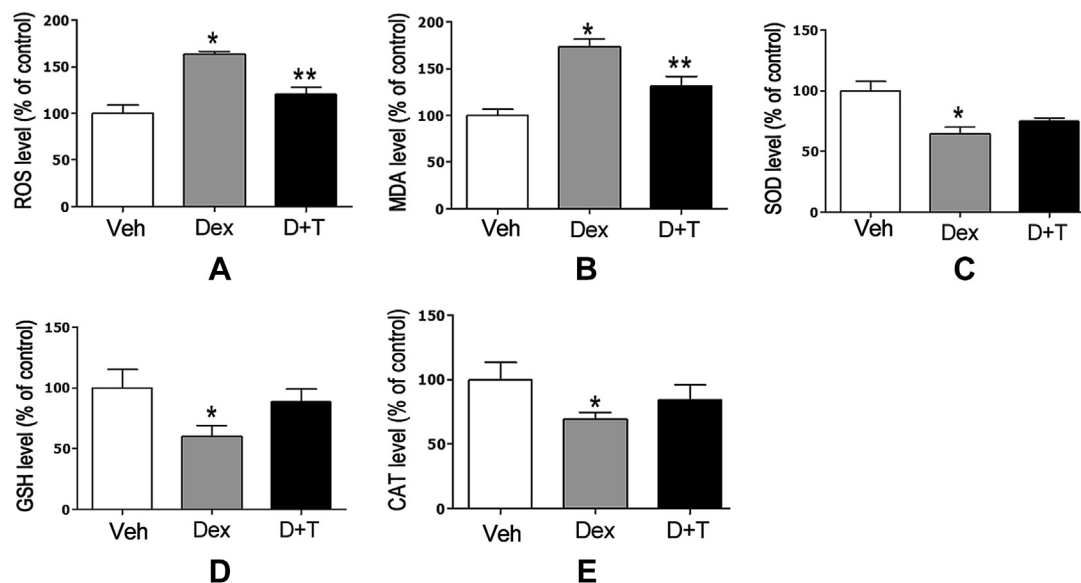 ROS level (% of control)
200
150
100
50
0
*
**
Veh Dex D+T
A
MDA level (% of control)
200
150
100
50
0
*
**
Veh Dex D+T
B
SOD level (% of control)
150
100
50
0
*
Veh Dex D+T
C
GSH level (% of control)
150
100
50
0
*
Veh Dex D+T
D
CAT level (% of control)
150
100
50
0
*
Veh Dex D+T
E